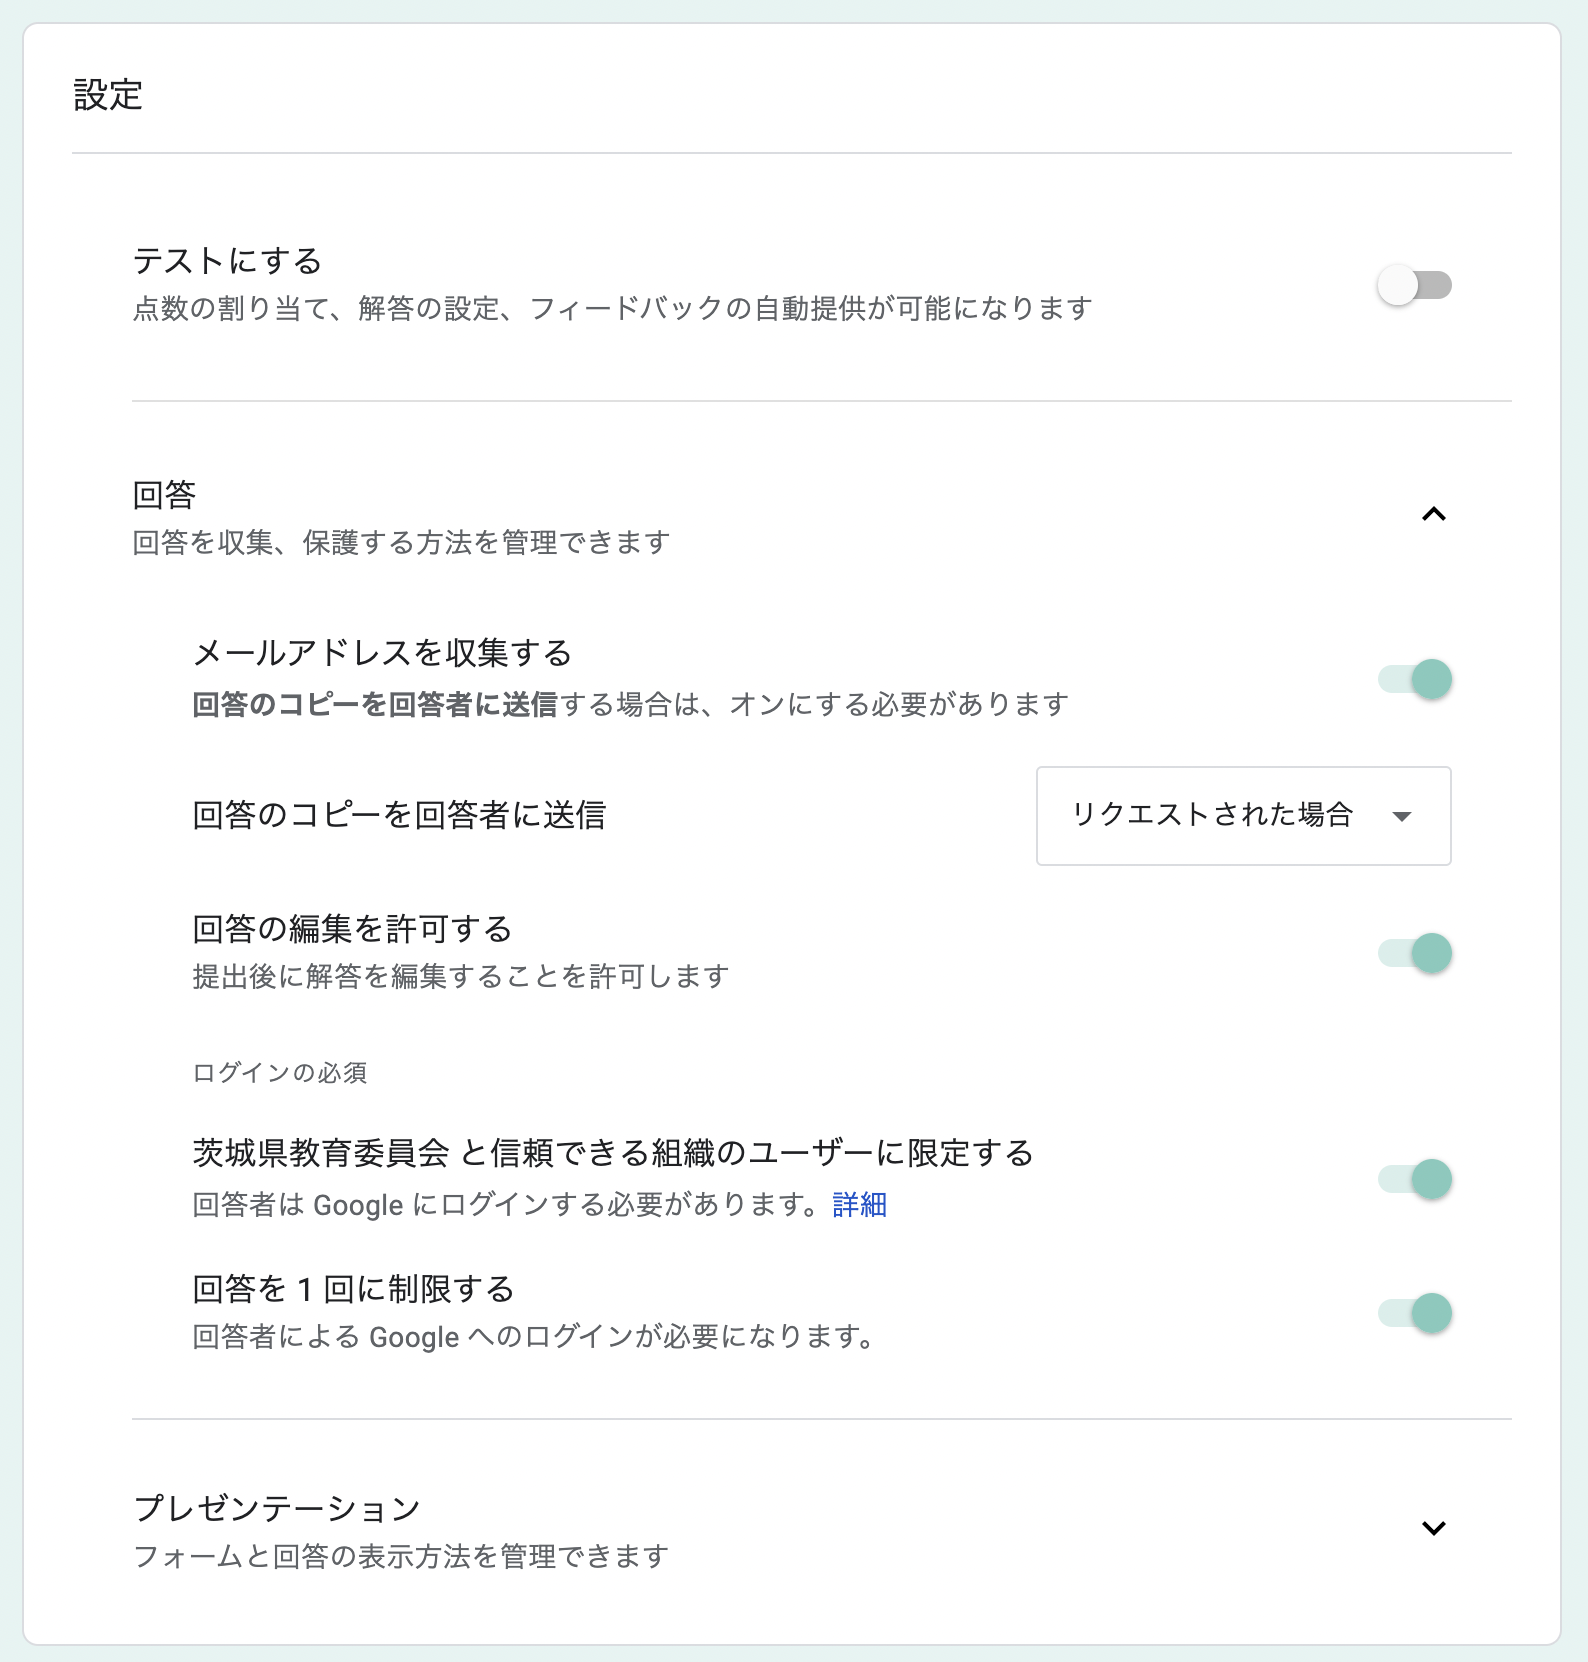 設定
テストにする
点数の割り当て、解答の設定、フィードバックの自動提供が可能になります
回答
回答を収集、保護する方法を管理できます
メールアドレスを収集する
回答のコピーを回答者に送信する場合は、オンにする必要があります
回答のコピーを回答者に送信
リクエストされた場合
回答の編集を許可する
提出後に解答を編集することを許可します
ログインの必須
茨城県教育委員会 と信頼できる組織のユーザーに限定する
回答者は Google にログインする必要があります。詳細
回答を 1 回に制限する
回答者による Google へのログインが必要になります。
プレゼンテーション
フォームと回答の表示方法を管理できます